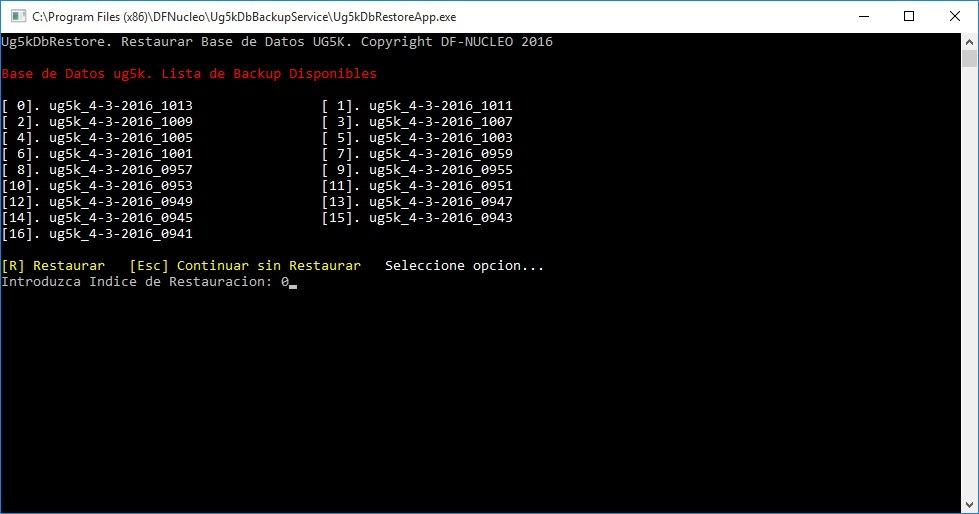 C:\Program Files (x86)\DFNucleo\Ug5kDbBackupService\Ug5kDbRestoreApp.exe
Ug5kDbRestore. Restaurar Base de Datos UG5K. Copyright DF-NUCLEO 2016
Base de Datos ug5k. Lista de Backup Disponibles
[ 0]. ug5k_4-3-2016_1013 [ 1]. ug5k_4-3-2016_1011
[ 2]. ug5k_4-3-2016_1009 [ 3]. ug5k_4-3-2016_1007
[ 4]. ug5k_4-3-2016_1005 [ 5]. ug5k_4-3-2016_1003
[ 6]. ug5k_4-3-2016_1001 [ 7]. ug5k_4-3-2016_0959
[ 8]. ug5k_4-3-2016_0957 [ 9]. ug5k_4-3-2016_0955
[10]. ug5k_4-3-2016_0953 [11]. ug5k_4-3-2016_0951
[12]. ug5k_4-3-2016_0949 [13]. ug5k_4-3-2016_0947
[14]. ug5k_4-3-2016_0945 [15]. ug5k_4-3-2016_0943
[16]. ug5k_4-3-2016_0941
[R] Restaurar [Esc] Continuar sin Restaurar Seleccione opcion...
Introduzca Indice de Restauracion: 0